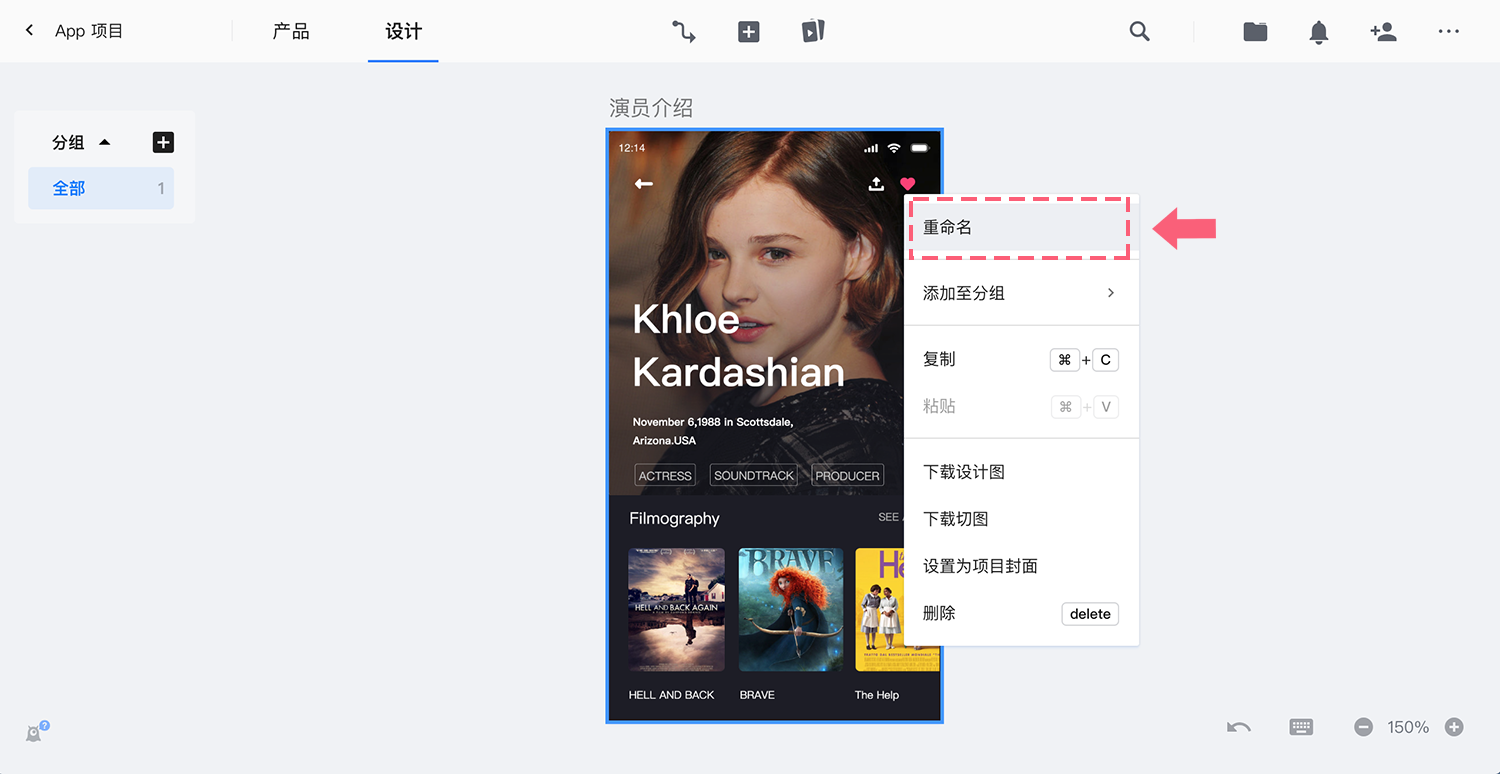 App 项目
产品
设计
分组
全部 1
演员介绍
12:14
Khloe
Kardashian
November 6,1988 in Scottsdale,
Arizona.USA
ACTRESS SOUNDTRACK PRODUCER
Filmography SEE
HELL AND BACK AGAIN
BRAVE
HELL AND BACK BRAVE The Help
重命名
添加至分组
复制 ⌘ + C
粘贴 ⌘ + V
下载设计图
下载切图
设置为项目封面
删除 delete
?
150%